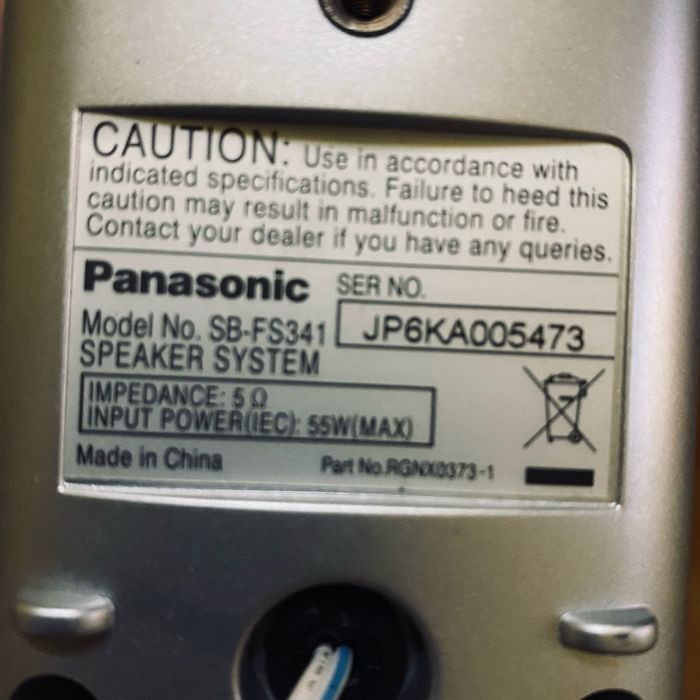 CAUTION: Use in accordance with
indicated specifications. Failure to heed this
caution may result in malfunction or fire.
Contact your dealer if you have any queries.
Panasonic SER NO.
Model No. SB-FS341 JP6KA005473
SPEAKER SYSTEM
IMPEDANCE: 5 Ω
INPUT POWER(IEC): 55W(MAX)
Made in China Part No.RGNX0373-1